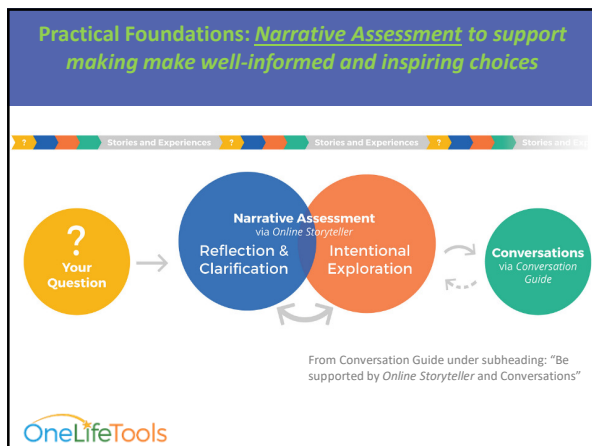 Practical Foundations: Narrative Assessment to support
making make well-informed and inspiring choices
? Stories and Experiences ? Stories and Experiences ? Stories and Ex
?
Your
Question
Narrative Assessment
via Online Storyteller
Reflection &
Clarification
Intentional
Exploration
Conversations
via Conversation
Guide
From Conversation Guide under subheading: “Be
supported by Online Storyteller and Conversations”
OneLifeTools